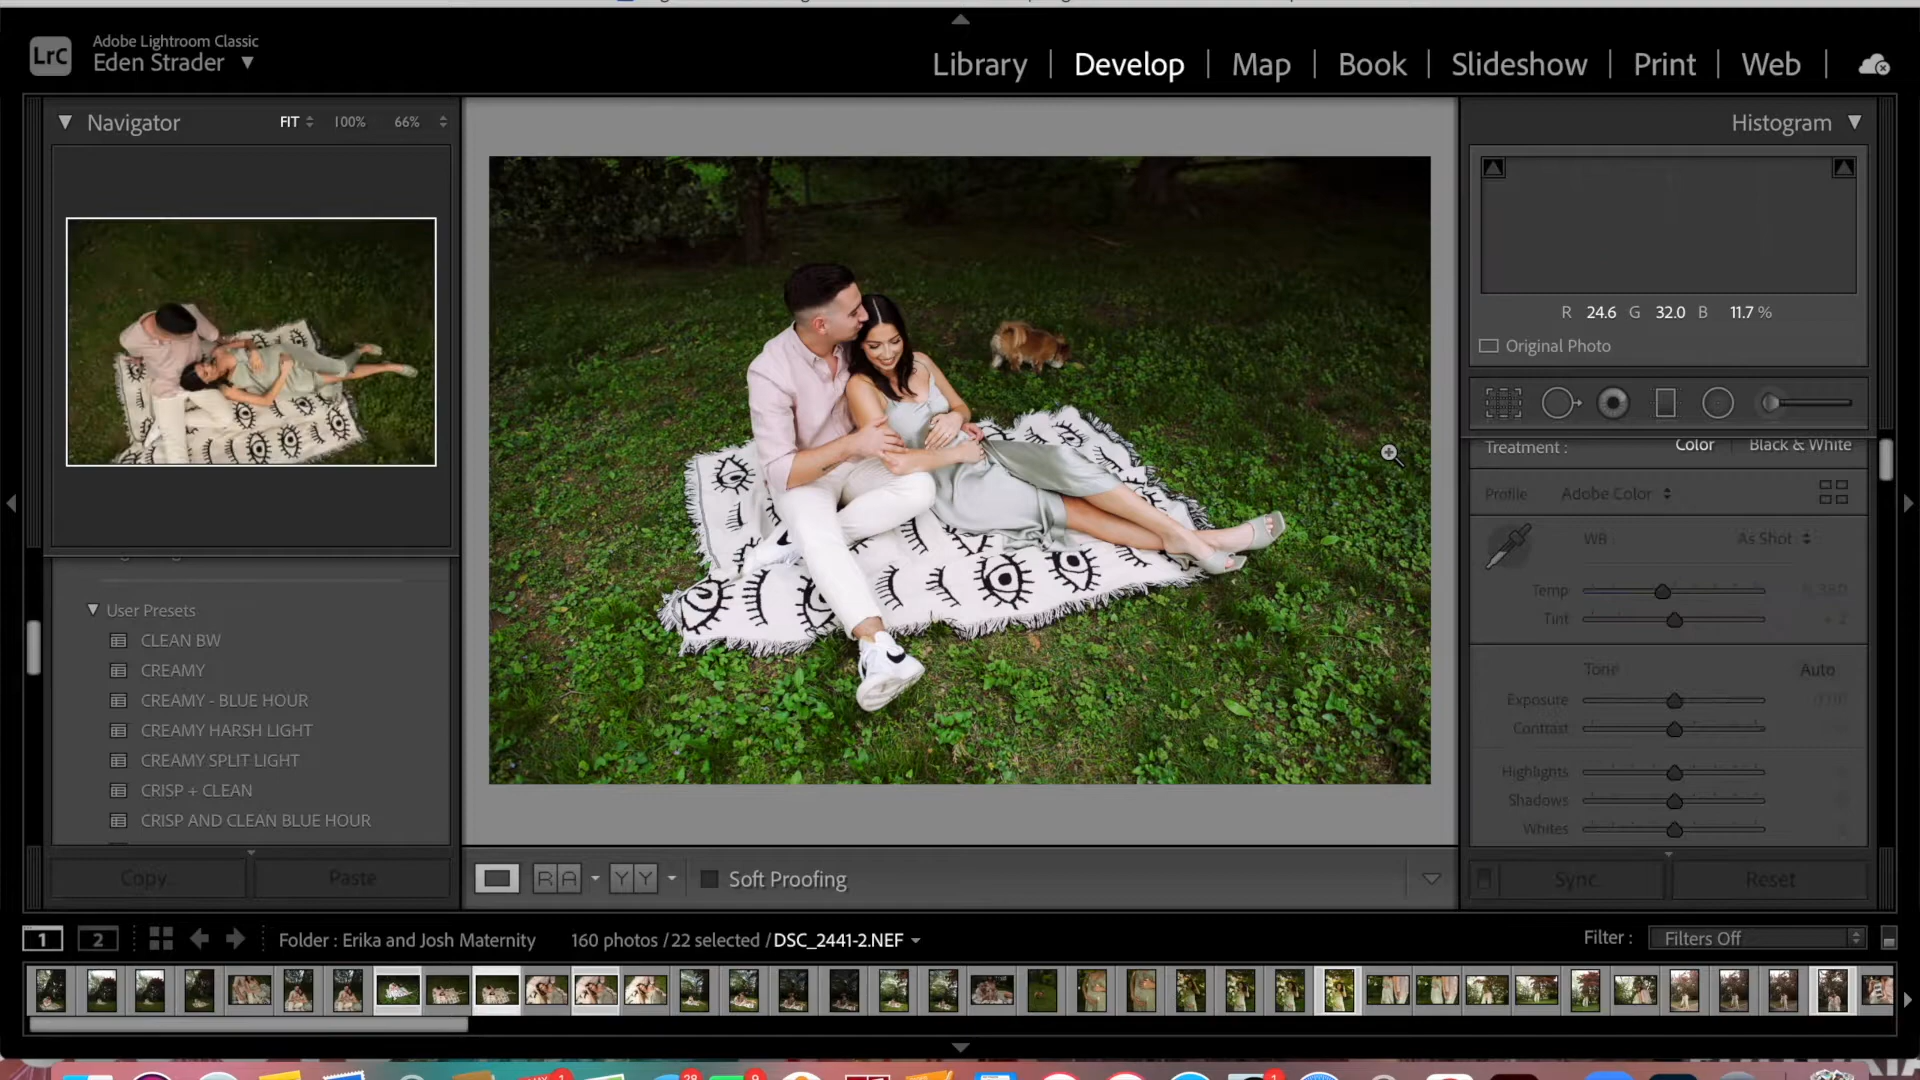 LrC
Adobe Lightroom Classic
Eden Strader
Library | Develop | Map | Book | Slideshow | Print | Web |
Navigator
FIT 100% 66%
Histogram
R 24.6 G 32.0 B 11.7 %
Original Photo
Treatment : Color Black & White
Profile Adobe Color
WB As Shot
Temp
Tint + 2
Tone Auto
Exposure
Contrast
Highlights
Shadows
Whites
User Presets
CLEAN BW
CREAMY
CREAMY - BLUE HOUR
CREAMY HARSH LIGHT
CREAMY SPLIT LIGHT
CRISP + CLEAN
CRISP AND CLEAN BLUE HOUR
Copy... Paste
R A Y Y Soft Proofing
Sync... Reset
1 2 Folder : Erika and Josh Maternity 160 photos / 22 selected / DSC_2441-2.NEF
Filter : Filters Off
28 9 1